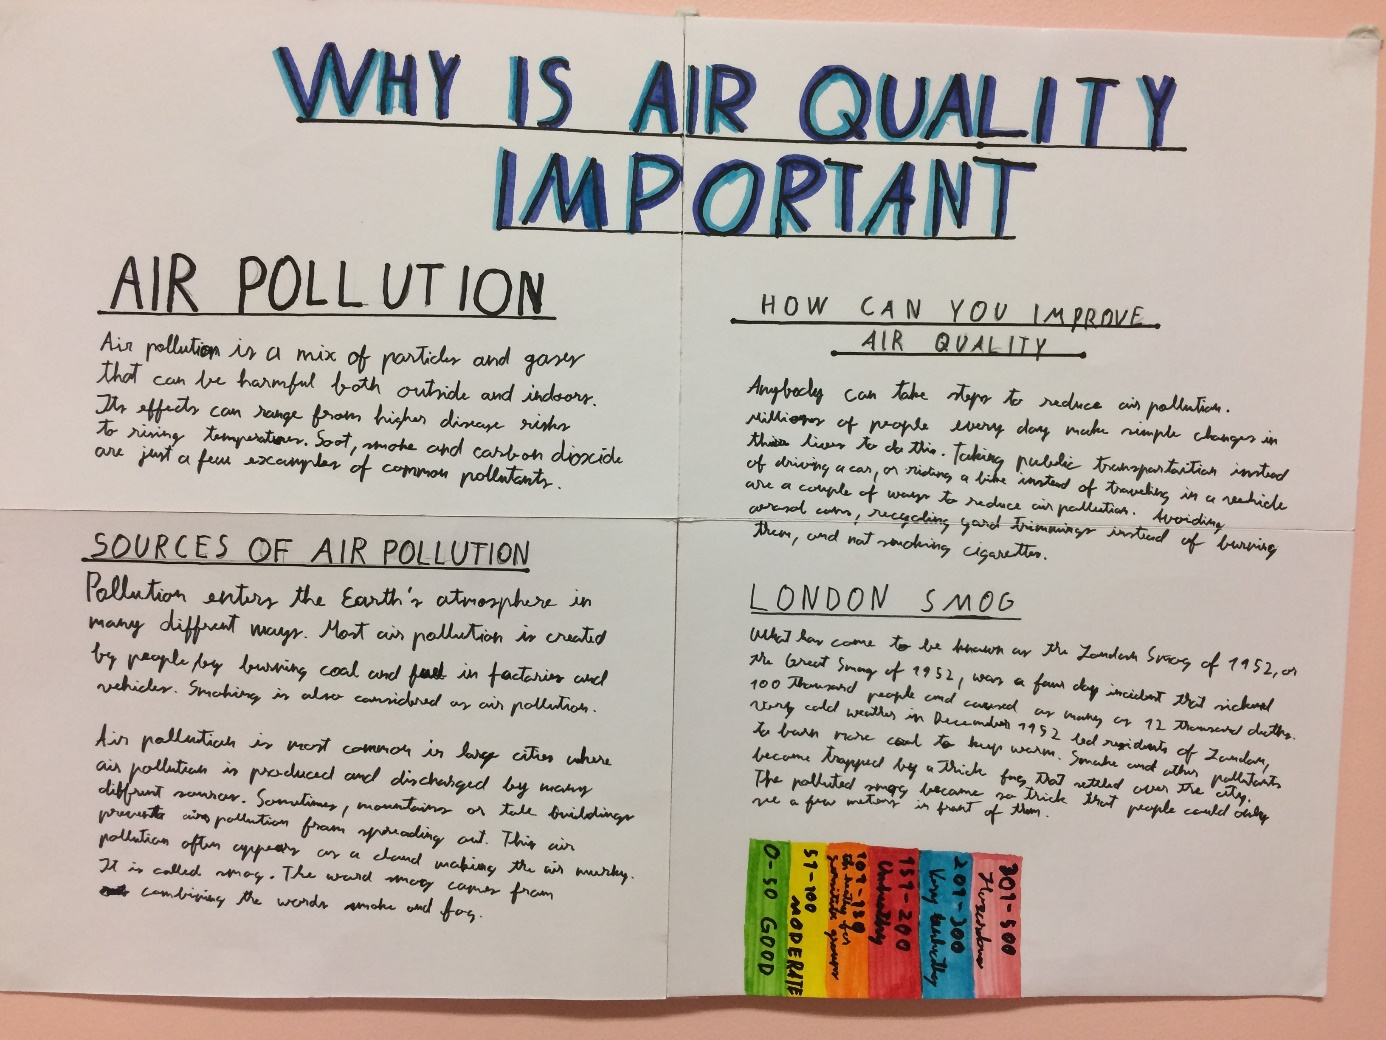 WHY IS AIR QUALITY
IMPORTANT
AIR POLLUTION
Air pollution is a mix of particles and gases
that can be harmful both outside and indoors.
Its effects can range from higher disease risks
to rising temperatures. Soot, smoke and carbon dioxide
are just a few examples of common pollutants.
SOURCES OF AIR POLLUTION
Pollution enters the Earth's atmosphere in
many diffrent ways. Most air pollution is created
by people by burning coal and fuel in factories and
vehicles. Smoking is also considered as air pollution.
Air pollution is most common in large cities where
air pollution is produced and discharged by many
diffrent sources. Sometimes, mountains or tale buildings
prevent air pollution from spreading out. This air
pollution often appears as a cloud making the air murky.
It is called smog. The word smog comes from
combining the words smoke and fog.
HOW CAN YOU IMPROVE
AIR QUALITY
Anybody can take steps to reduce air pollution.
Millions of people every day make simple changes in
their lives to do this. Taking public transportation instead
of driving a car, or riding a bike instead of traveling in a vechicle
are a couple of ways to reduce air pollution. Avoiding
aerosol cans, recycling yard trimmings instead of burning
them, and not smoking cigarettes.
LONDON SMOG
What has come to be known as the London Smog of 1952, or
the Great Smog of 1952, was a four day incident that sickened
100 thousand people and caused as many as 12 thousand deaths.
Very cold weather in December 1952 led residents of London,
to burn more coal to keep warm. Smoke and other pollutants
became trapped by a thick fog that settled over the city.
The polluted smog became so thick that people could only
see a few meters in front of them.
0-50 GOOD
51-100 MODERATE
for sensitive groups
151-200 Unhealthy
201-300 Very unhealthy
301-500